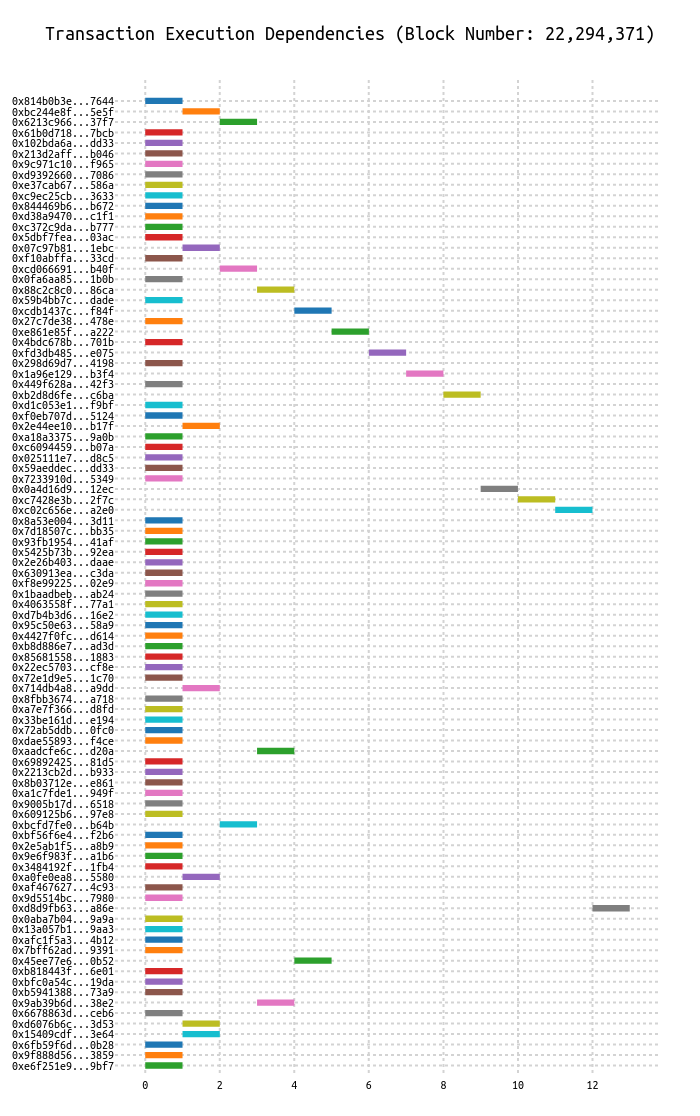 Transaction Execution Dependencies (Block Number: 22,294,371)
0x814b0b3e...7644
0xbc244e8f...5e5f
0x6213c966...37f7
0x61b0d718...7bcb
0x102bda6a...dd33
0x213d2aff...b046
0x9c971c10...f965
0xd9392660...7086
0xe37cab67...586a
0xc9ec25cb...3633
0x844469b6...b672
0xd38a9470...c1f1
0xc372c9da...b777
0x5dbf7fea...03ac
0x07c97b81...1ebc
0xf10abffa...33cd
0xcd066691...b40f
0x0fa6aa85...1b0b
0x88c2c8c0...86ca
0x59b4bb7c...dade
0xcdb1437c...f84f
0x27c7de38...478e
0xe861e85f...a222
0x4bdc678b...701b
0xfd3db485...e075
0x298d69d7...4198
0x1a96e129...b3f4
0x449f628a...42f3
0xb2d8d6fe...c6ba
0xd1c053e1...f9bf
0xf0eb707d...5124
0x2e44ee10...b17f
0xa18a3375...9a0b
0xc6094459...b07a
0x025111e7...d8c5
0x59aeddec...dd33
0x7233910d...5349
0x0a4d16d9...12ec
0xc7428e3b...2f7c
0xc02c656e...a2e0
0x8a53e004...3d11
0x7d18507c...bb35
0x93fb1954...41af
0x5425b73b...92ea
0x2e26b403...daae
0x630913ea...c3da
0xf8e99225...02e9
0x1baadbeb...ab24
0x4063558f...77a1
0xd7b4b3d6...16e2
0x95c50e63...58a9
0x4427f0fc...d614
0xb8d886e7...ad3d
0x85681558...1883
0x22ec5703...cf8e
0x72e1d9e5...1c70
0x714db4a8...a9dd
0x8fbb3674...a718
0xa7e7f366...d8fd
0x33be161d...e194
0x72ab5ddb...0fc0
0xdae55893...f4ce
0xaadcfe6c...d20a
0x69892425...81d5
0x2213cb2d...b933
0x8b03712e...e861
0xa1c7fde1...949f
0x9005b17d...6518
0x609125b6...97e8
0xbcfd7fe0...b64b
0xbf56f6e4...f2b6
0x2e5ab1f5...a8b9
0x9e6f983f...a1b6
0x3484192f...1fb4
0xa0fe0ea8...5580
0xaf467627...4c93
0x9d5514bc...7980
0xd8d9fb63...a86e
0x0aba7b04...9a9a
0x13a057b1...9aa3
0xafc1f5a3...4b12
0x7bff62ad...9391
0x45ee77e6...0b52
0xb818443f...6e01
0xbfc0a54c...19da
0xb5941388...73a9
0x9ab39b6d...38e2
0x6678863d...ceb6
0xd6076b6c...3d53
0x15409cdf...3e64
0x6fb59f6d...0b28
0x9f888d56...3859
0xe6f251e9...9bf7
0 2 4 6 8 10 12